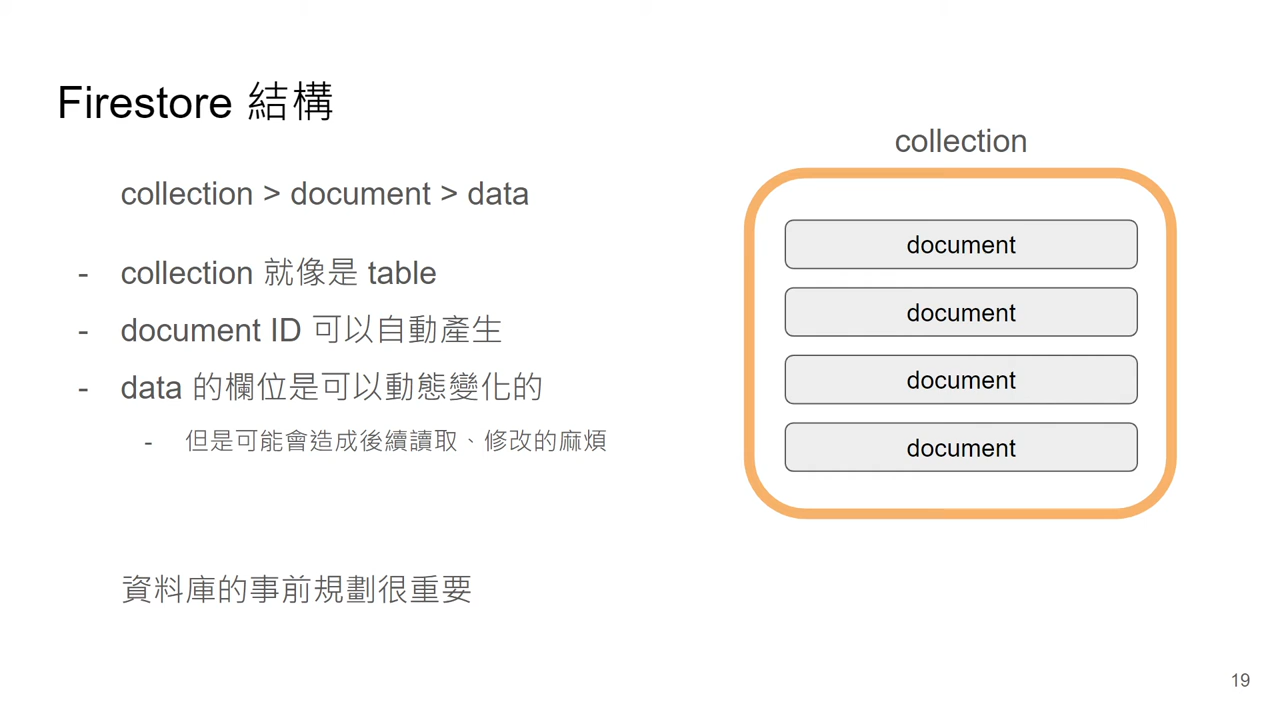 Firestore 結構
collection > document > data
- collection 就像是 table
- document ID 可以自動產生
- data 的欄位是可以動態變化的
- 但是可能會造成後續讀取、修改的麻煩
資料庫的事前規劃很重要
collection
document
document
document
document
19